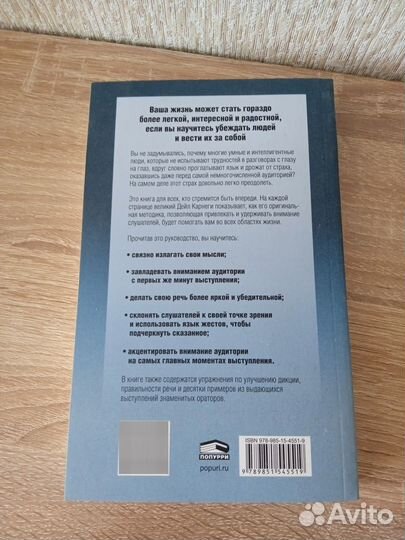 Ваша жизнь может стать гораздо
более легкой, интересной и радостной,
если вы научитесь убеждать людей
и вести их за собой
Вы не задумывались, почему многие умные и интеллигентные
люди, которые не испытывают трудностей в разговорах с глазу
на глаз, вдруг словно проглатывают язык и дрожат от страха,
оказавшись даже перед самой немногочисленной аудиторией?
На самом деле этот страх довольно легко преодолеть.
Это книга для всех, кто стремится быть впереди. На каждой
странице великий Дейл Карнеги показывает, как его оригиналь-
ная методика, позволяющая привлекать и удерживать внимание
слушателей, будет помогать вам во всех областях жизни.
Прочитав это руководство, вы научитесь:
• связно излагать свои мысли;
• завладевать вниманием аудитории
с первых же минут выступления;
• делать свою речь более яркой и убедительной;
• склонять слушателей к своей точке зрения
и использовать язык жестов, чтобы
подчеркнуть сказанное;
• акцентировать внимание аудитории
на самых главных моментах выступления.
В книге также содержатся упражнения по улучшению дикции,
правильности речи и десятки примеров из выдающихся
выступлений знаменитых ораторов.
ПОПУРРИ
popuri.ru
ISBN 978-985-15-4551-9
9 789851 545519
Avito